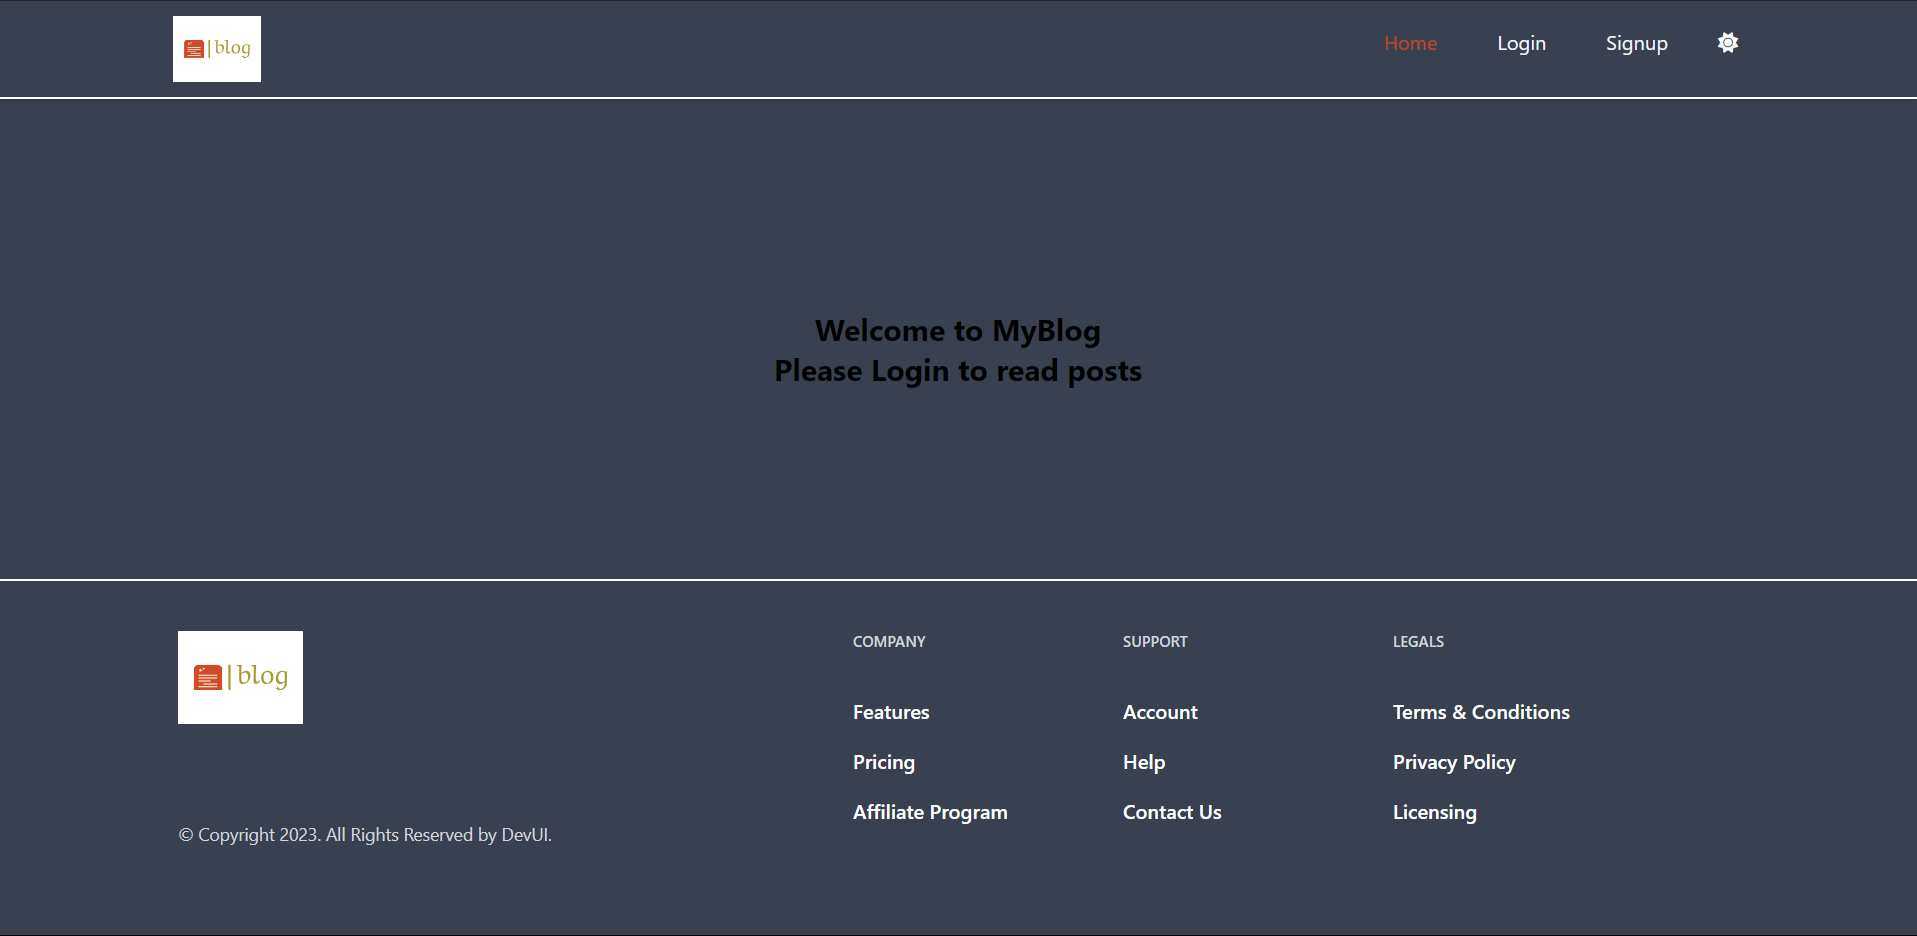 |blog
Home Login Signup
Welcome to MyBlog
Please Login to read posts
|blog
© Copyright 2023. All Rights Reserved by DevUI.
COMPANY
Features
Pricing
Affiliate Program
SUPPORT
Account
Help
Contact Us
LEGALS
Terms & Conditions
Privacy Policy
Licensing